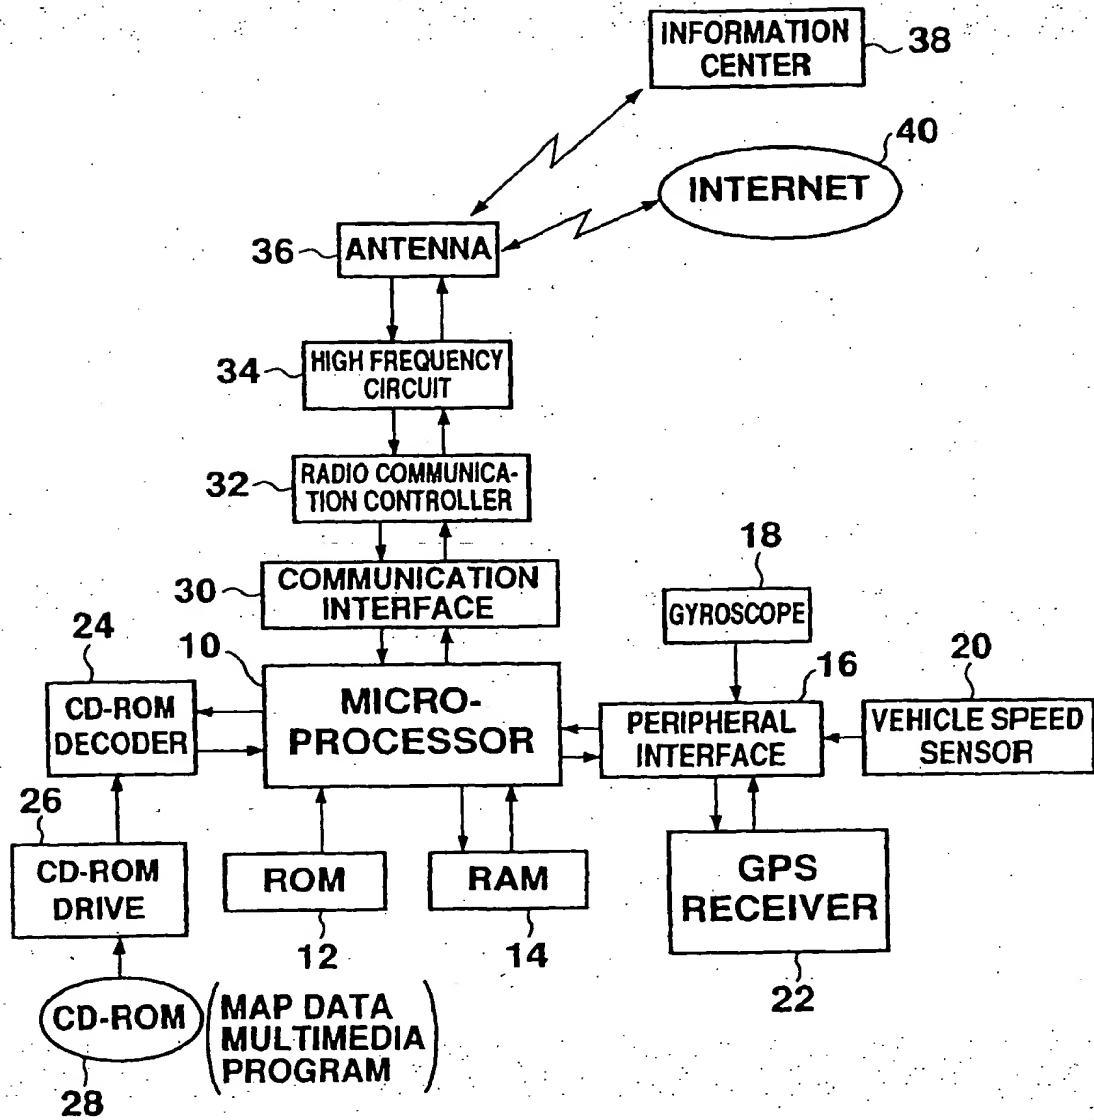 INFORMATION
CENTER
38
40
INTERNET
36
ANTENNA
34
HIGH FREQUENCY
CIRCUIT
32
RADIO COMMUNICA-
TION CONTROLLER
18
30
COMMUNICATION
INTERFACE
GYROSCOPE
24
10
16
20
CD-ROM
DECODER
MICRO-
PROCESSOR
PERIPHERAL
INTERFACE
VEHICLE SPEED
SENSOR
26
CD-ROM
DRIVE
ROM
RAM
GPS
RECEIVER
12
14
22
CD-ROM
(MAP DATA
MULTIMEDIA
PROGRAM)
28